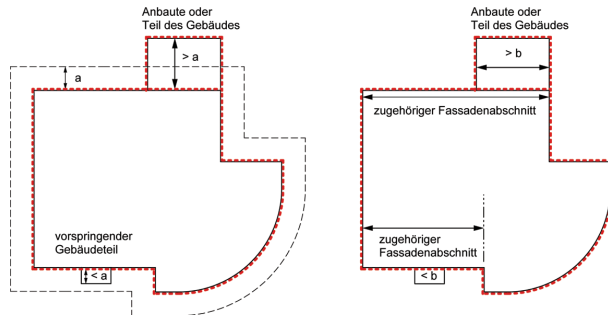 Anbaute oder
Teil des Gebäudes
> a
a
vorspringender
Gebäudeteil
< a
Anbaute oder
Teil des Gebäudes
> b
zugehöriger Fassadenabschnitt
zugehöriger
Fassadenabschnitt
< b